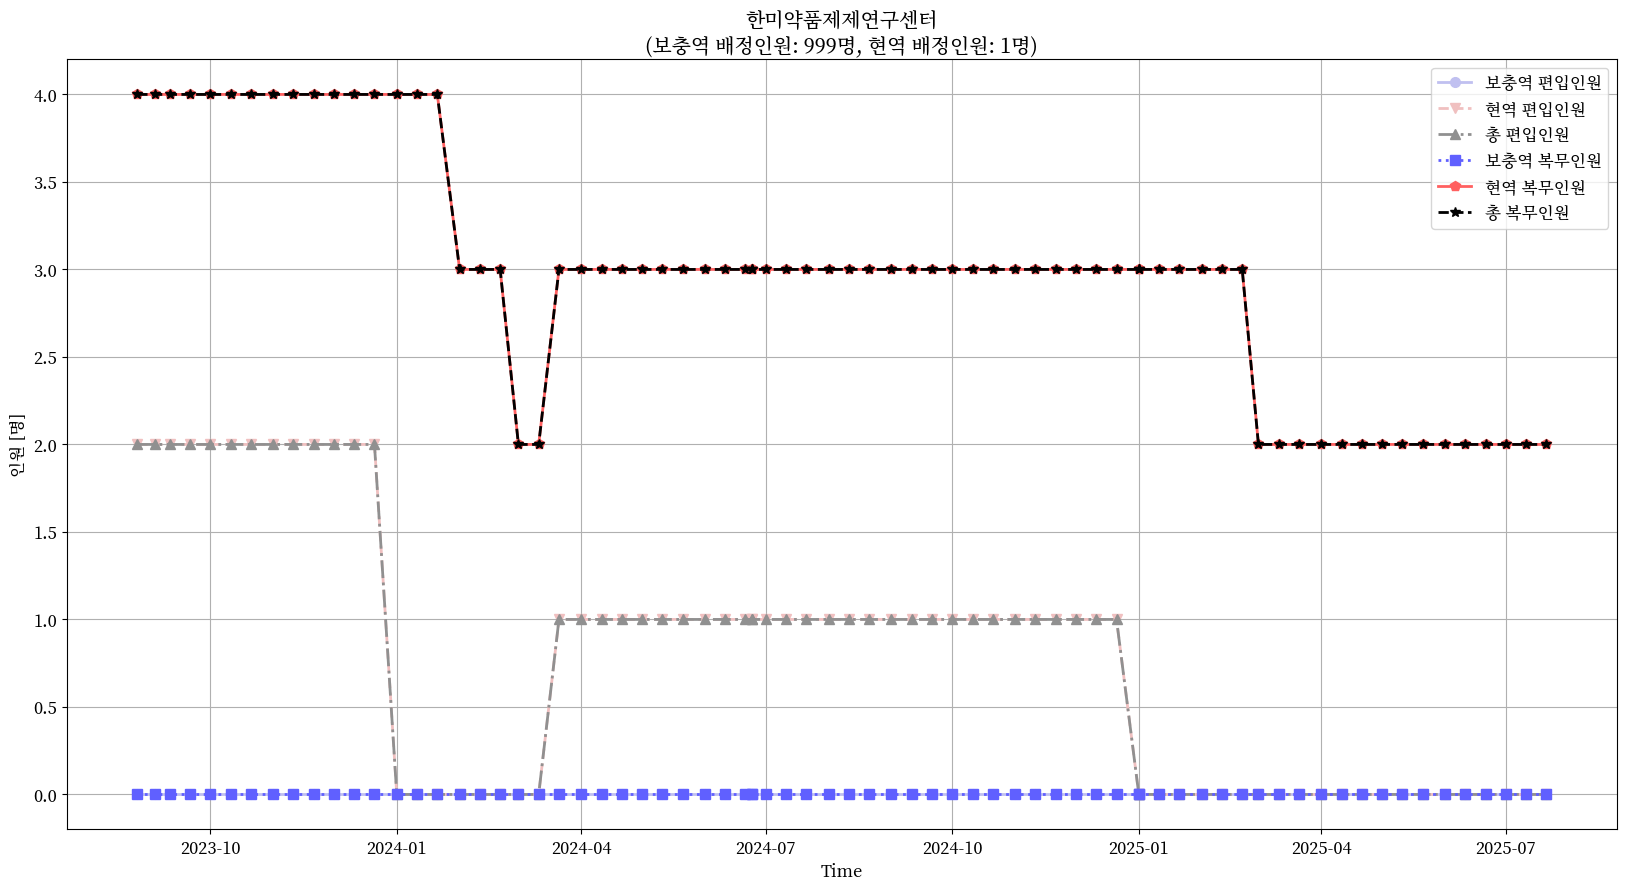 한미약품제제연구센터
(보충역 배정인원: 999명, 현역 배정인원: 1명)
보충역 편입인원
현역 편입인원
총 편입인원
보충역 복무인원
현역 복무인원
총 복무인원
인원 [명]
4.0
3.5
3.0
2.5
2.0
1.5
1.0
0.5
0.0
2023-10
2024-01
2024-04
2024-07
2024-10
2025-01
2025-04
2025-07
Time